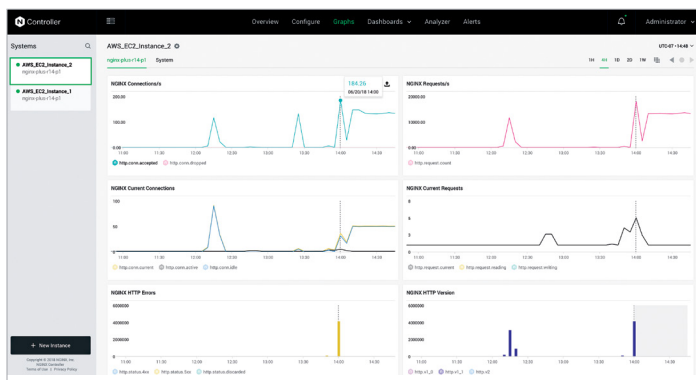 Controller
Overview Configure Graphs Dashboards Analyzer Alerts
Administrator
Systems
AWS_EC2_Instance_2
nginx-plus-r14-p1
AWS_EC2_Instance_1
nginx-plus-r14-p1
+ New Instance
Copyright © 2018 NGINX, Inc.
NGINX Controller
Terms of Use | Privacy Policy
AWS_EC2_Instance_2
UTC-07 • 14:48
nginx-plus-r14-p1 System
1H 4H 1D 2D 1W
NGINX Connections/s
184.26
06/20/18 14:00
200.00
100.00
0.00
11:00 11:30 12:00 12:30 13:00 13:30 14:00 14:30
http.conn.accepted http.conn.dropped
NGINX Requests/s
20000.00
10000.00
0.00
11:00 11:30 12:00 12:30 13:00 13:30 14:00 14:30
http.request.count
NGINX Current Connections
100
50
0
11:00 11:30 12:00 12:30 13:00 13:30 14:00 14:30
http.conn.current http.conn.active http.conn.idle
NGINX Current Requests
6
3
11:00 11:30 12:00 12:30 13:00 13:30 14:00 14:30
http.request.current http.request.reading http.request.writing
NGINX HTTP Errors
6000000
4000000
2000000
0
11:00 11:30 12:00 12:30 13:00 13:30 14:00 14:30
http.status.4xx http.status.5xx http.status.discarded
NGINX HTTP Version
6000000
4000000
2000000
0
11:00 11:30 12:00 12:30 13:00 13:30 14:00 14:30
http.v1_0 http.v1_1 http.v2